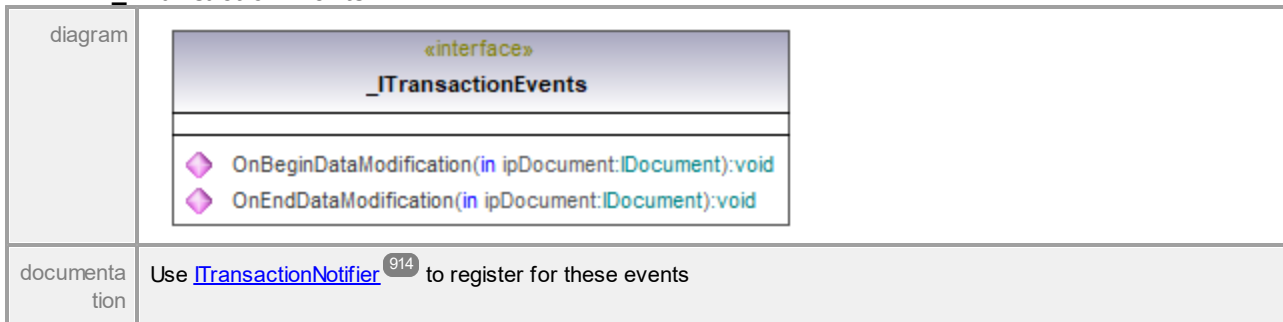 diagram
«interface»
_ITransactionEvents
OnBeginDataModification(in ipDocument:IDocument):void
OnEndDataModification(in ipDocument:IDocument):void
documenta
tion
Use ITransactionNotifier 914 to register for these events